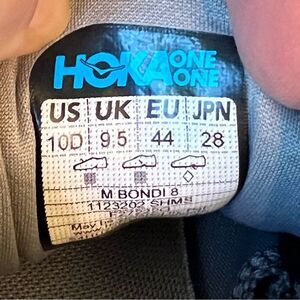 HOKA ONE ONE
US UK EU JPN
10D 9.5 44 28
M BONDI 8
1123202 SHMS